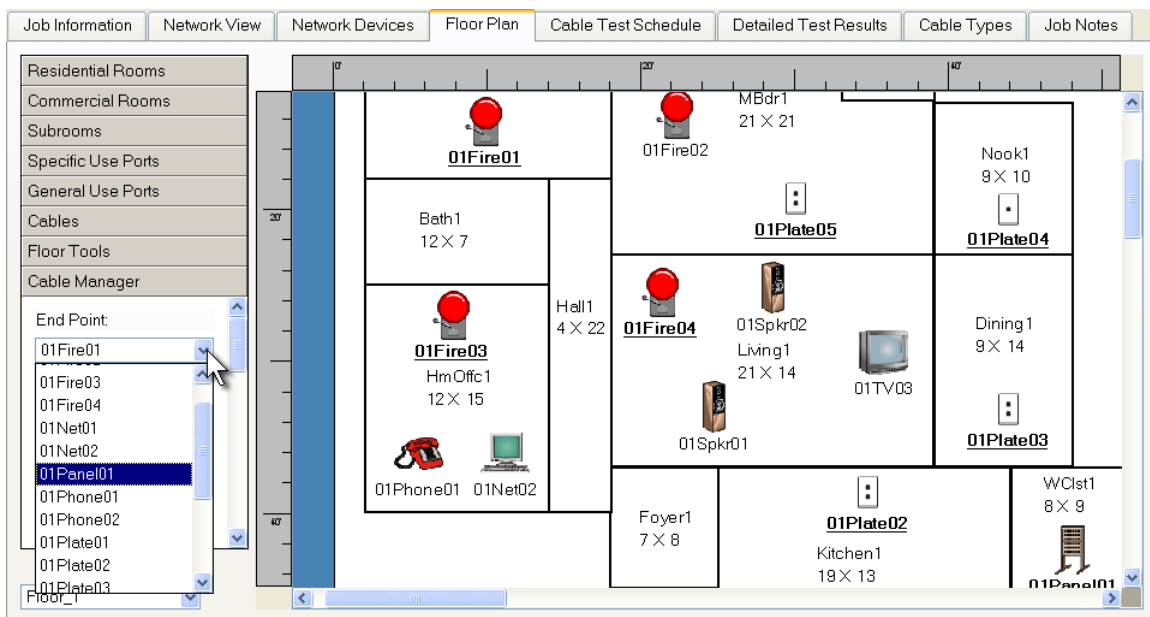 Job Information
Network View
Network Devices
Floor Plan
Cable Test Schedule
Detailed Test Results
Cable Types
Job Notes
Residential Rooms
Commercial Rooms
Subrooms
Specific Use Ports
General Use Ports
Cables
Floor Tools
Cable Manager
End Point:
01Fire01
01Fire03
01Fire04
01Net01
01Net02
01Panel01
01Phone01
01Phone02
01Plate01
01Plate02
01Plate03
Floor_1
0'
20'
40'
20'
40'
01Fire01
01Fire02
MBdr1
21 X 21
Nook1
9 X 10
01Plate05
01Plate04
Bath1
12 X 7
Hall1
4 X 22
01Fire03
HmOffc1
12 X 15
01Phone01
01Net02
01Fire04
01Spkr02
Living1
21 X 14
01TV03
01Spkr01
Dining1
9 X 14
01Plate03
Foyer1
7 X 8
01Plate02
Kitchen1
19 X 13
WClst1
8 X 9
01Panel01